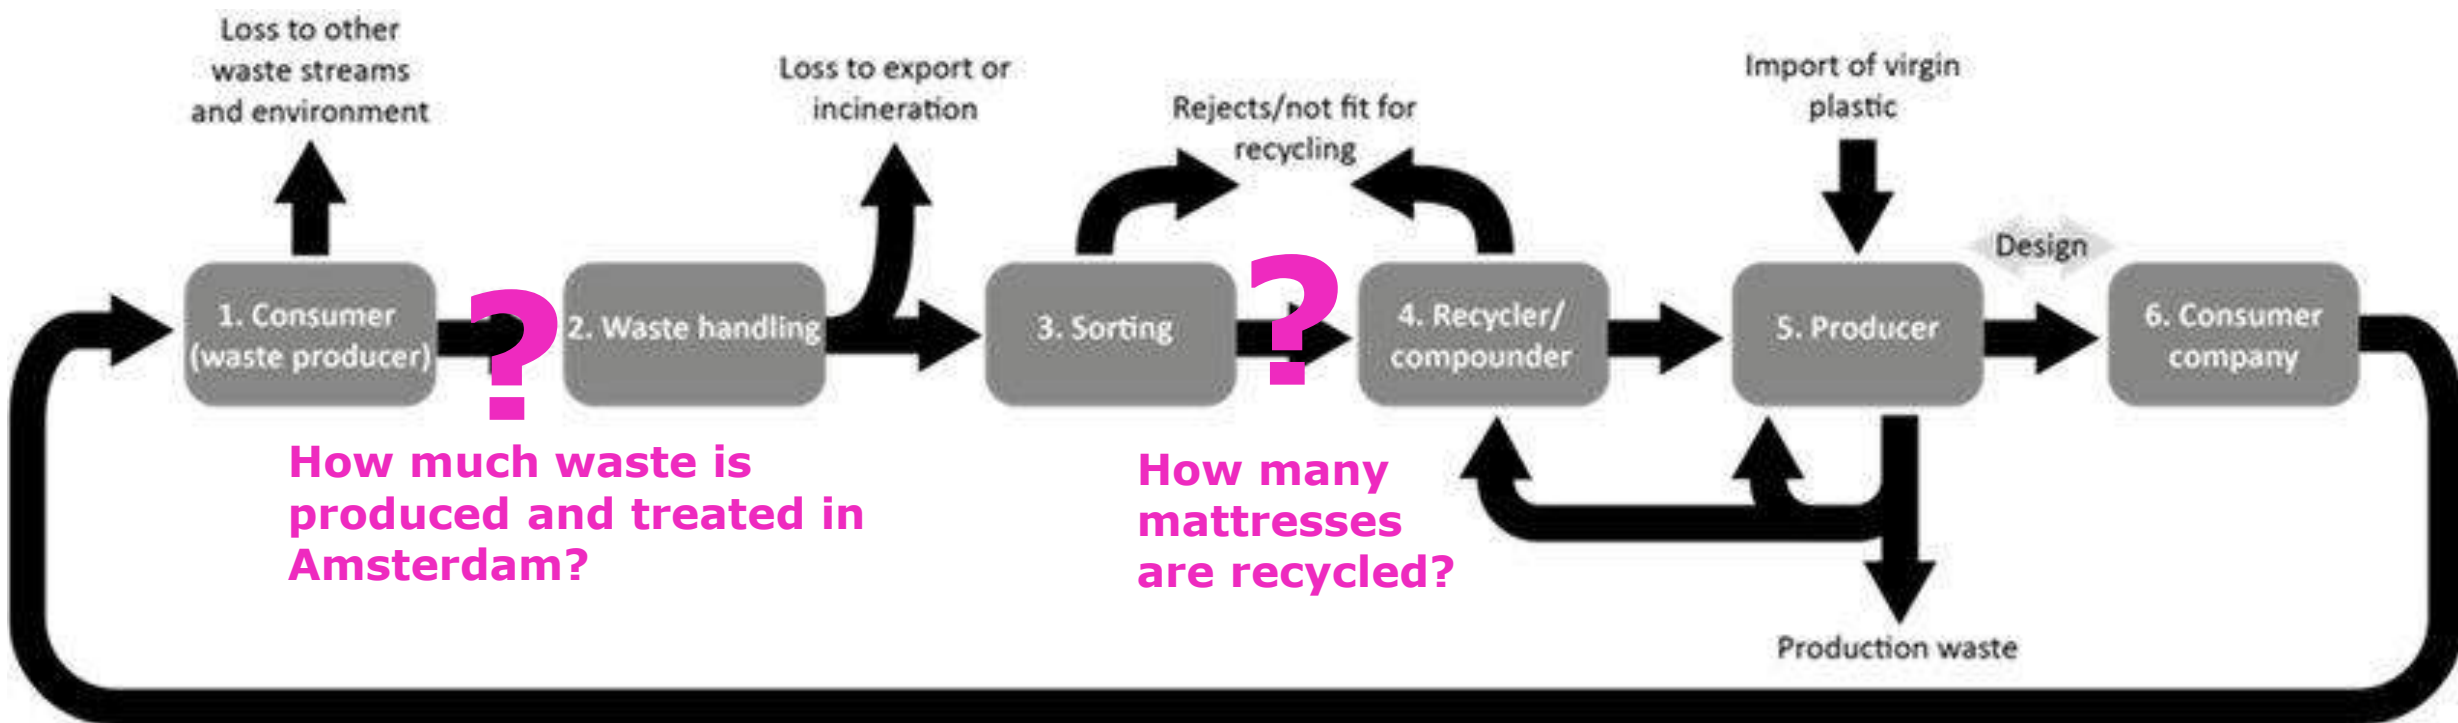 Loss to other
waste streams
and environment
Loss to export or
incineration
Rejects/not fit for
recycling
Import of virgin
plastic
Design
1. Consumer
(waste producer)
?
2. Waste handling
3. Sorting
?
4. Recycler/
compounder
5. Producer
6. Consumer
company
How much waste is
produced and treated in
Amsterdam?
How many
mattresses
are recycled?
Production waste